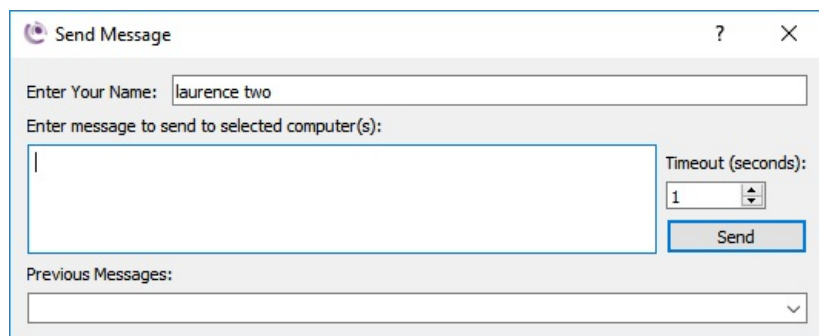 Send Message
?
Enter Your Name: laurence two
Enter message to send to selected computer(s):
Timeout (seconds):
1
Send
Previous Messages: